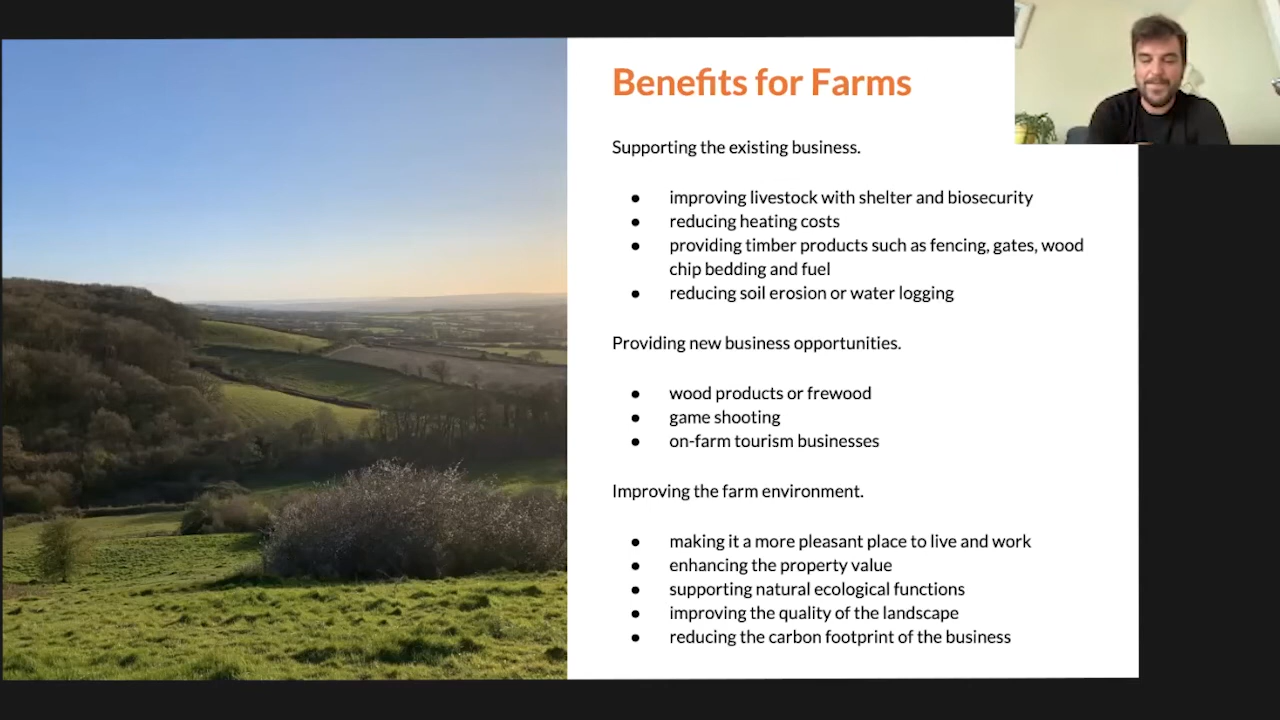 Benefits for Farms
Supporting the existing business.
● improving livestock with shelter and biosecurity
● reducing heating costs
● providing timber products such as fencing, gates, wood
chip bedding and fuel
● reducing soil erosion or water logging
Providing new business opportunities.
● wood products or frewood
● game shooting
● on-farm tourism businesses
Improving the farm environment.
● making it a more pleasant place to live and work
● enhancing the property value
● supporting natural ecological functions
● improving the quality of the landscape
● reducing the carbon footprint of the business